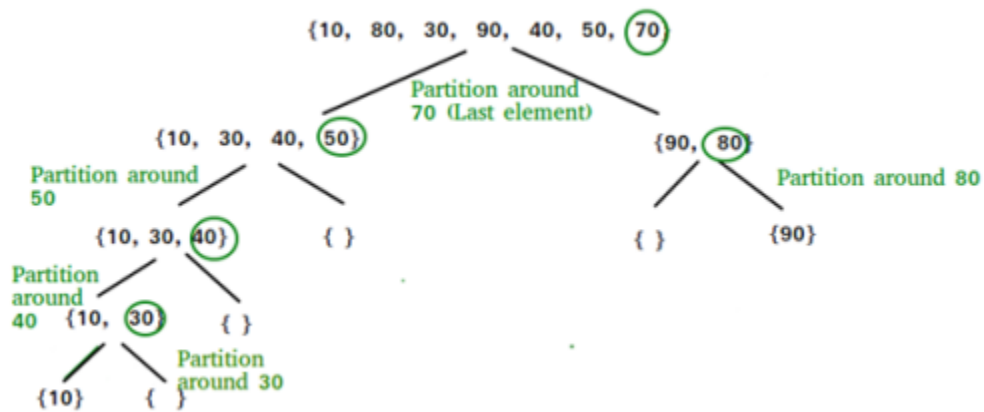 {10, 80, 30, 90, 40, 50, 70}
Partition around
70 (Last element)
{10, 30, 40, 50}
{90, 80}
Partition around
50
Partition around 80
{10, 30, 40}
{ }
{ }
{90}
Partition
around
40
{10, 30}
{ }
Partition
around 30
{10}
{ }